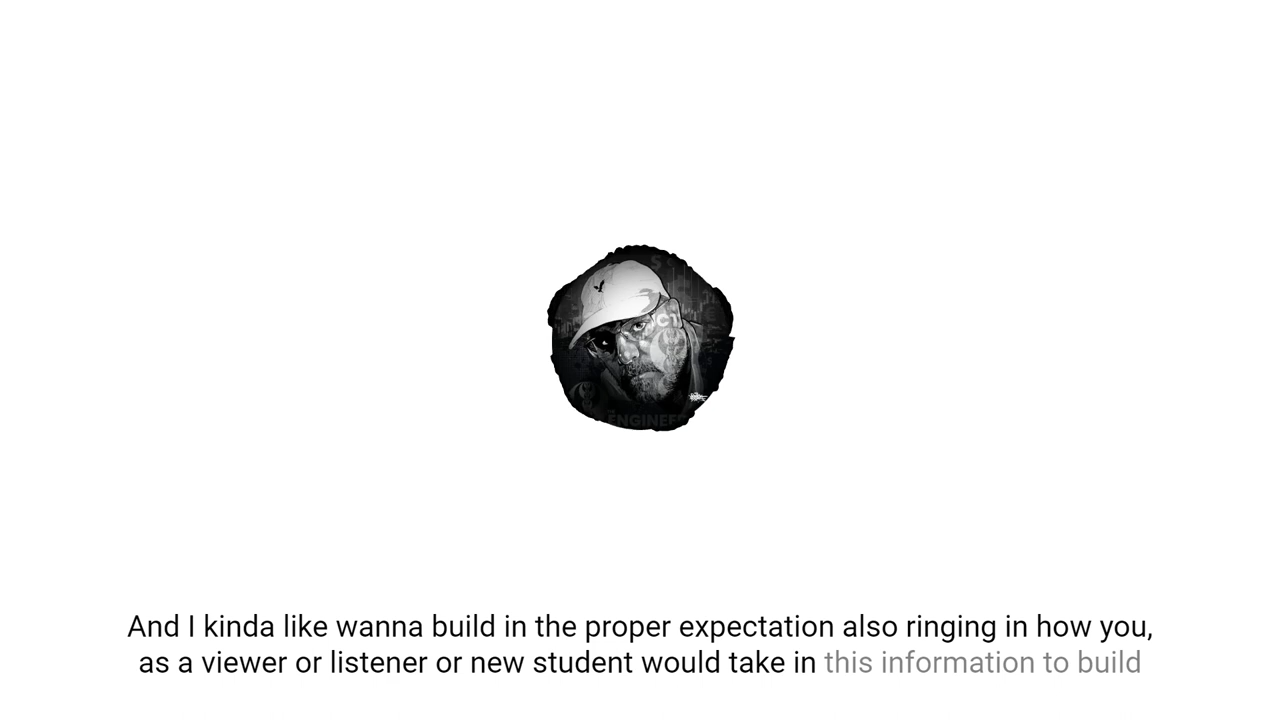 And I kinda like wanna build in the proper expectation also ringing in how you,
as a viewer or listener or new student would take in this information to build